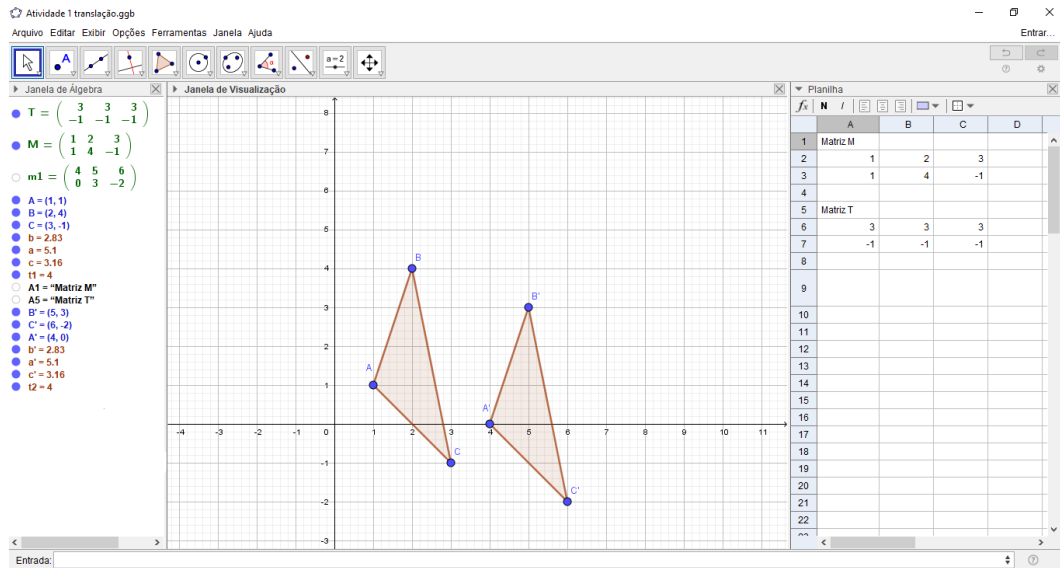 Atividade 1 translação.ggb
Arquivo Editar Exibir Opções Ferramentas Janela Ajuda Entrar...
A α a = 2
Janela de Álgebra
T = ( 3 3 3
-1 -1 -1 )
M = ( 1 2 3
1 4 -1 )
m1 = ( 4 5 6
0 3 -2 )
A = (1, 1)
B = (2, 4)
C = (3, -1)
b = 2.83
a = 5.1
c = 3.16
t1 = 4
A1 = “Matriz M”
A5 = “Matriz T”
B' = (5, 3)
C' = (6, -2)
A' = (4, 0)
b' = 2.83
a' = 5.1
c' = 3.16
t2 = 4
Janela de Visualização
8
7
6
5
B
4
B'
3
2
A
1
A'
-4 -3 -2 -1 0 1 2 3 4 5 6 7 8 9 10 11
C
-1
C'
-2
-3
Planilha
fx N I
A B C D
1 Matriz M
2 1 2 3
3 1 4 -1
4
5 Matriz T
6 3 3 3
7 -1 -1 -1
8
9
10
11
12
13
14
15
16
17
18
19
20
21
22
Entrada: